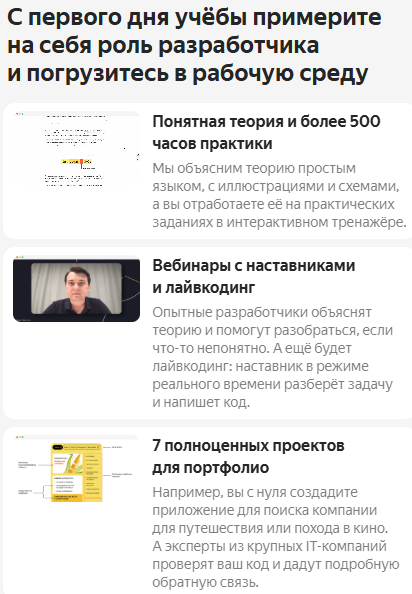 С первого дня учёбы примерите
на себя роль разработчика
и погрузитесь в рабочую среду
Понятная теория и более 500
часов практики
Мы объясним теорию простым
языком, с иллюстрациями и схемами,
а вы отработаете её на практических
заданиях в интерактивном тренажёре.
Вебинары с наставниками
и лайвкодинг
Опытные разработчики объяснят
теорию и помогут разобраться, если
что-то непонятно. А ещё будет
лайвкодинг: наставник в режиме
реального времени разберёт задачу
и напишет код.
7 полноценных проектов
для портфолио
Например, вы с нуля создадите
приложение для поиска компании
для путешествия или похода в кино.
А эксперты из крупных IT-компаний
проверят ваш код и дадут подробную
обратную связь.